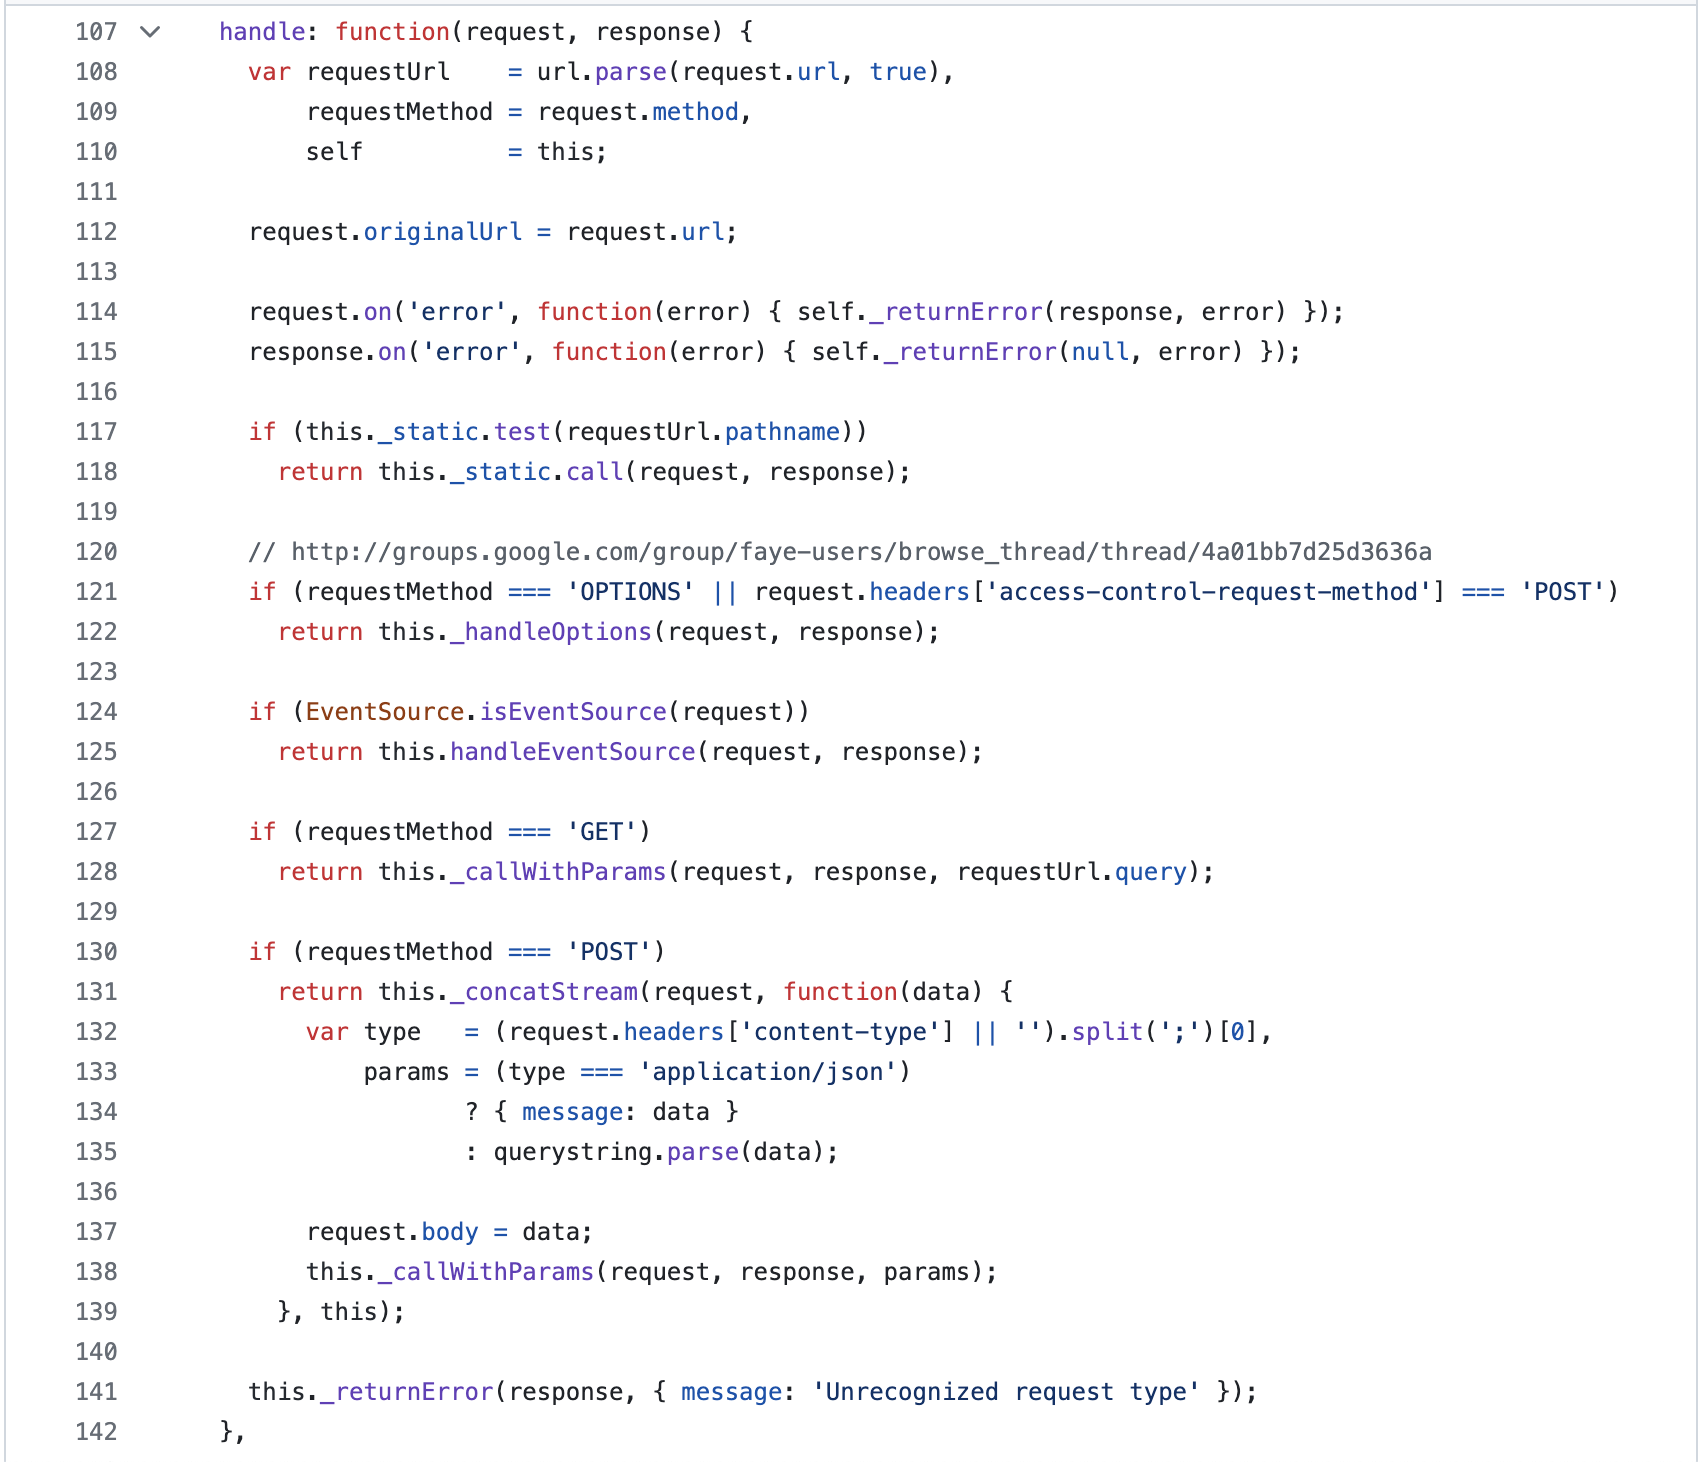 107 handle: function(request, response) {
108 var requestUrl    = url.parse(request.url, true),
109 requestMethod = request.method,
110 self          = this;
111
112 request.originalUrl = request.url;
113
114 request.on('error', function(error) { self._returnError(response, error) });
115 response.on('error', function(error) { self._returnError(null, error) });
116
117 if (this._static.test(requestUrl.pathname))
118 return this._static.call(request, response);
119
120 // http://groups.google.com/group/faye-users/browse_thread/thread/4a01bb7d25d3636a
121 if (requestMethod === 'OPTIONS' || request.headers['access-control-request-method'] === 'POST')
122 return this._handleOptions(request, response);
123
124 if (EventSource.isEventSource(request))
125 return this.handleEventSource(request, response);
126
127 if (requestMethod === 'GET')
128 return this._callWithParams(request, response, requestUrl.query);
129
130 if (requestMethod === 'POST')
131 return this._concatStream(request, function(data) {
132 var type   = (request.headers['content-type'] || '').split(';')[0],
133 params = (type === 'application/json')
134 ? { message: data }
135 : querystring.parse(data);
136
137 request.body = data;
138 this._callWithParams(request, response, params);
139 }, this);
140
141 this._returnError(response, { message: 'Unrecognized request type' });
142 },